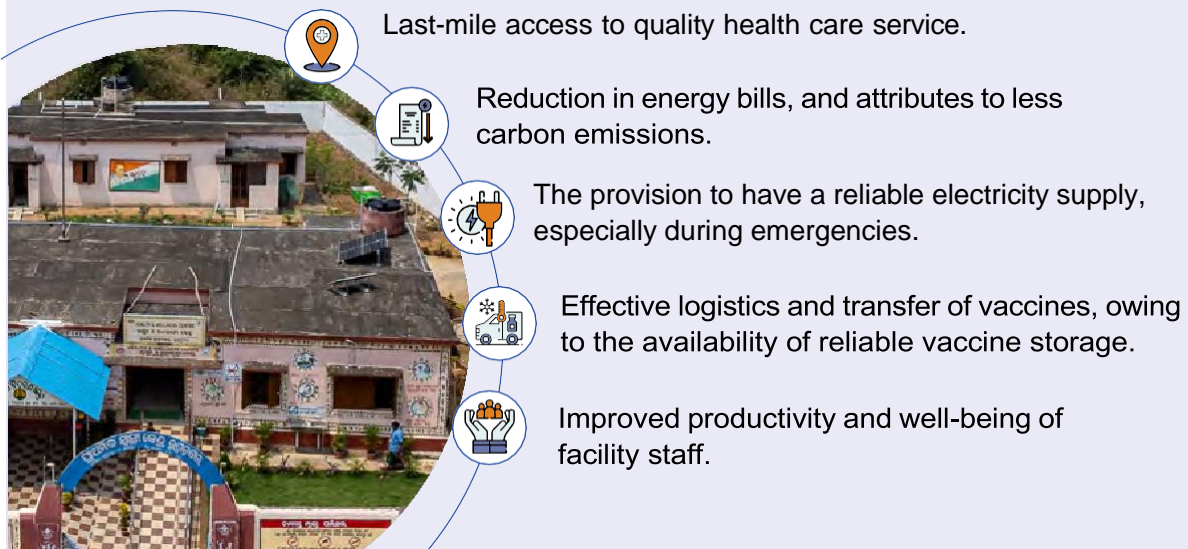 Last-mile access to quality health care service.
Reduction in energy bills, and attributes to less
carbon emissions.
The provision to have a reliable electricity supply,
especially during emergencies.
Effective logistics and transfer of vaccines, owing
to the availability of reliable vaccine storage.
Improved productivity and well-being of
facility staff.